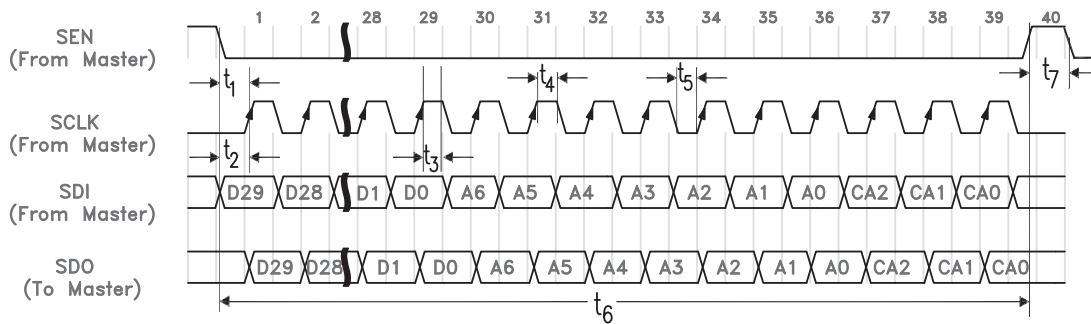 1 2 28 29 30 31 32 33 34 35 36 37 38 39 40
SEN
(From Master)
t1 t4 t5 t7
SCLK
(From Master)
t2 t3
SDI
(From Master)
D29 D28 D1 D0 A6 A5 A4 A3 A2 A1 A0 CA2 CA1 CA0
SDO
(To Master)
D29 D28 D1 D0 A6 A5 A4 A3 A2 A1 A0 CA2 CA1 CA0
t6